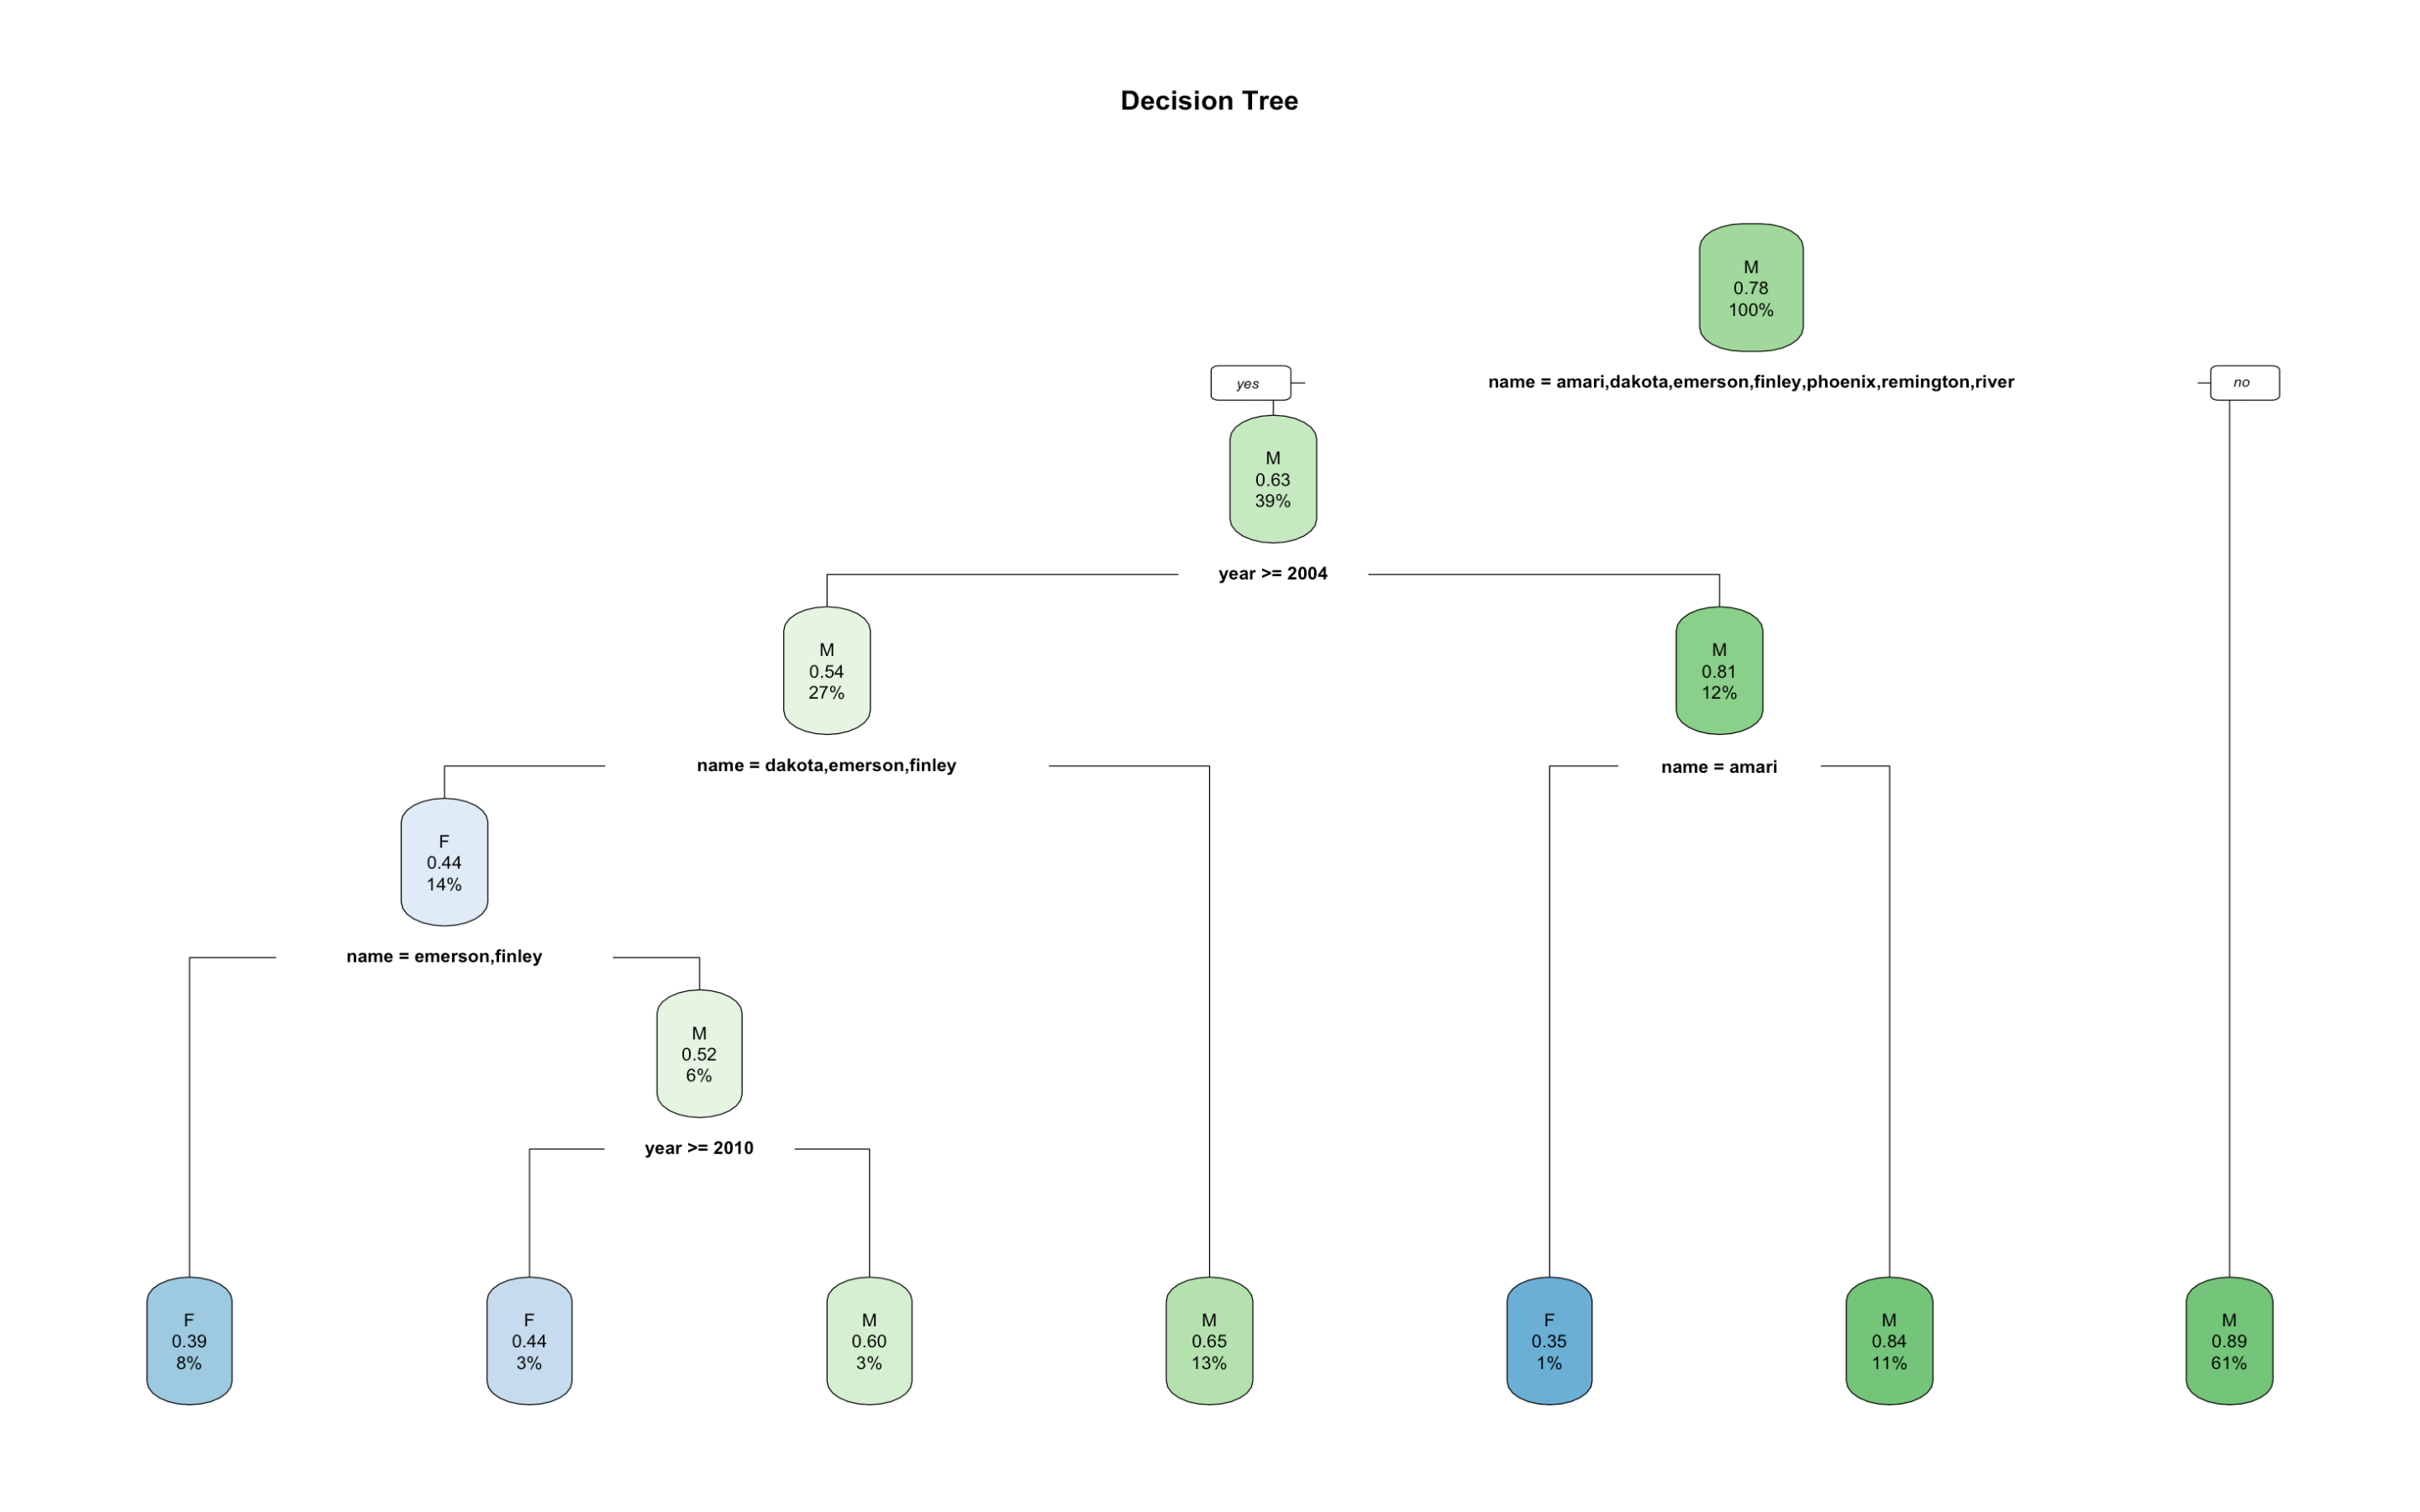 Decision Tree
M
0.78
100%
yes
name = amari,dakota,emerson,finley,phoenix,remington,river
no
M
0.63
39%
year >= 2004
M
0.54
27%
M
0.81
12%
name = dakota,emerson,finley
name = amari
F
0.44
14%
name = emerson,finley
M
0.52
6%
year >= 2010
F
0.39
8%
F
0.44
3%
M
0.60
3%
M
0.65
13%
F
0.35
1%
M
0.84
11%
M
0.89
61%